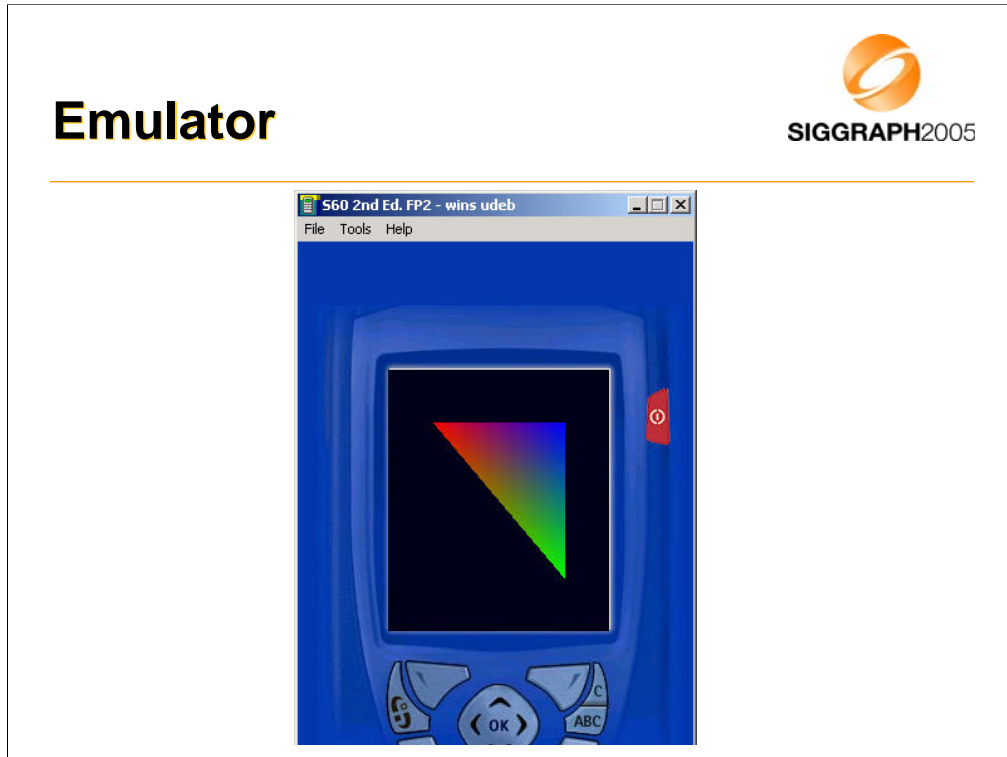 Emulator
SIGGRAPH2005
S60 2nd Ed. FP2 - wins udeb
File Tools Help
C
OK
ABC